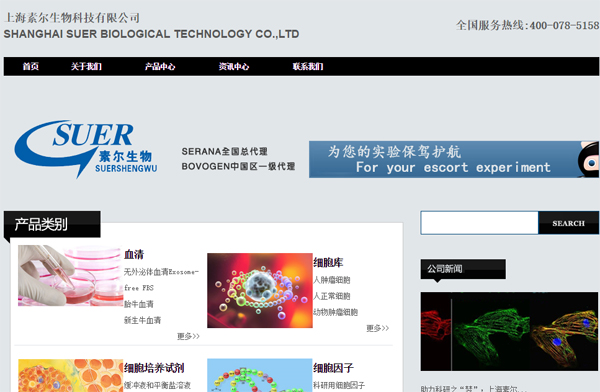 上海素尔生物科技有限公司
SHANGHAI SUER BIOLOGICAL TECHNOLOGY CO.,LTD
全国服务热线:400-078-5158
首页 关于我们 产品中心 资讯中心 联系我们
SUER
素尔生物
SUERSHENGWU
SERANA全国总代理
BOVOGEN中国区一级代理
为您的实验保驾护航
For your escort experiment
产品类别
SEARCH
血清
无外泌体血清Exosome-
free FBS
胎牛血清
新生牛血清
更多>>
细胞库
人肿瘤细胞
人正常细胞
动物肿瘤细胞
更多>>
公司新闻
细胞培养试剂
缓冲液和平衡盐溶液
细胞因子
科研用细胞因子
助力科研之“琴”，上海素尔...